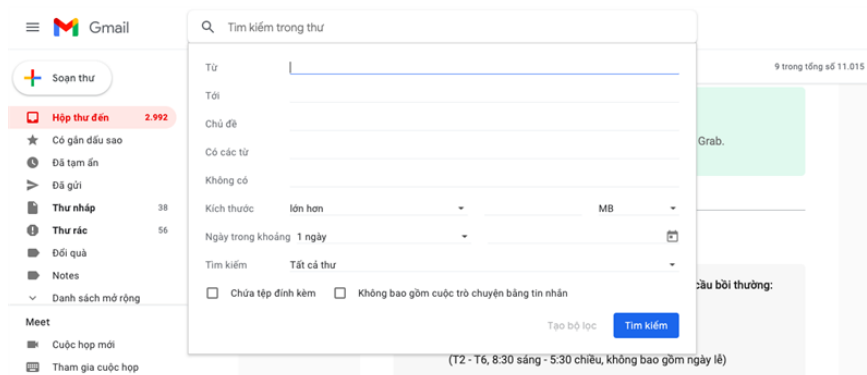 Gmail
Tìm kiếm trong thư
Soạn thư
9 trong tổng số 11.015
Hộp thư đến 2.992
Có gắn dấu sao
Đã tạm ẩn
Đã gửi
Thư nháp 38
Thư rác 56
Đổi quà
Notes
Danh sách mở rộng
Meet
Cuộc họp mới
Tham gia cuộc họp
Từ
Tới
Chủ đề
Có các từ
Không có
Kích thước lớn hơn MB
Ngày trong khoảng 1 ngày
Tìm kiếm Tất cả thư
Chứa tệp đính kèm Không bao gồm cuộc trò chuyện bằng tin nhắn
Tạo bộ lọc Tìm kiếm
Grab.
cầu bồi thường:
(T2 - T6, 8:30 sáng - 5:30 chiều, không bao gồm ngày lễ)